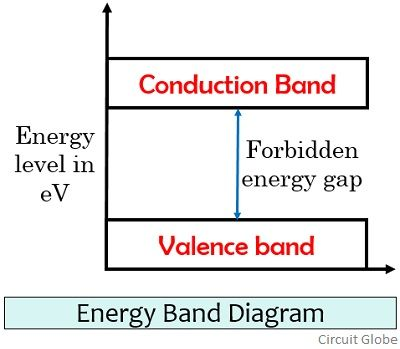 Conduction Band
Energy
level in
eV
Forbidden
energy gap
Valence band
Energy Band Diagram
Circuit Globe